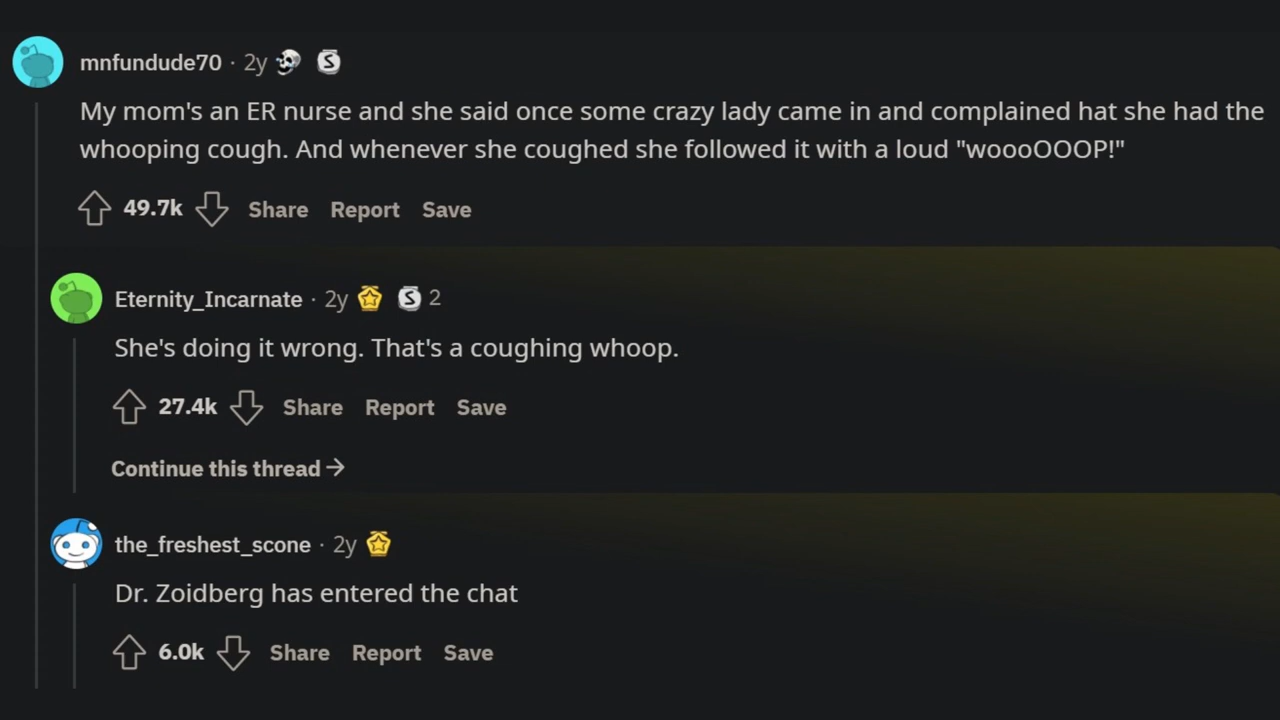 mnfundude70 · 2y
My mom's an ER nurse and she said once some crazy lady came in and complained hat she had the
whooping cough. And whenever she coughed she followed it with a loud "woooOOOP!"
49.7k Share Report Save
Eternity_Incarnate · 2y S 2
She's doing it wrong. That's a coughing whoop.
27.4k Share Report Save
Continue this thread →
the_freshest_scone · 2y
Dr. Zoidberg has entered the chat
6.0k Share Report Save